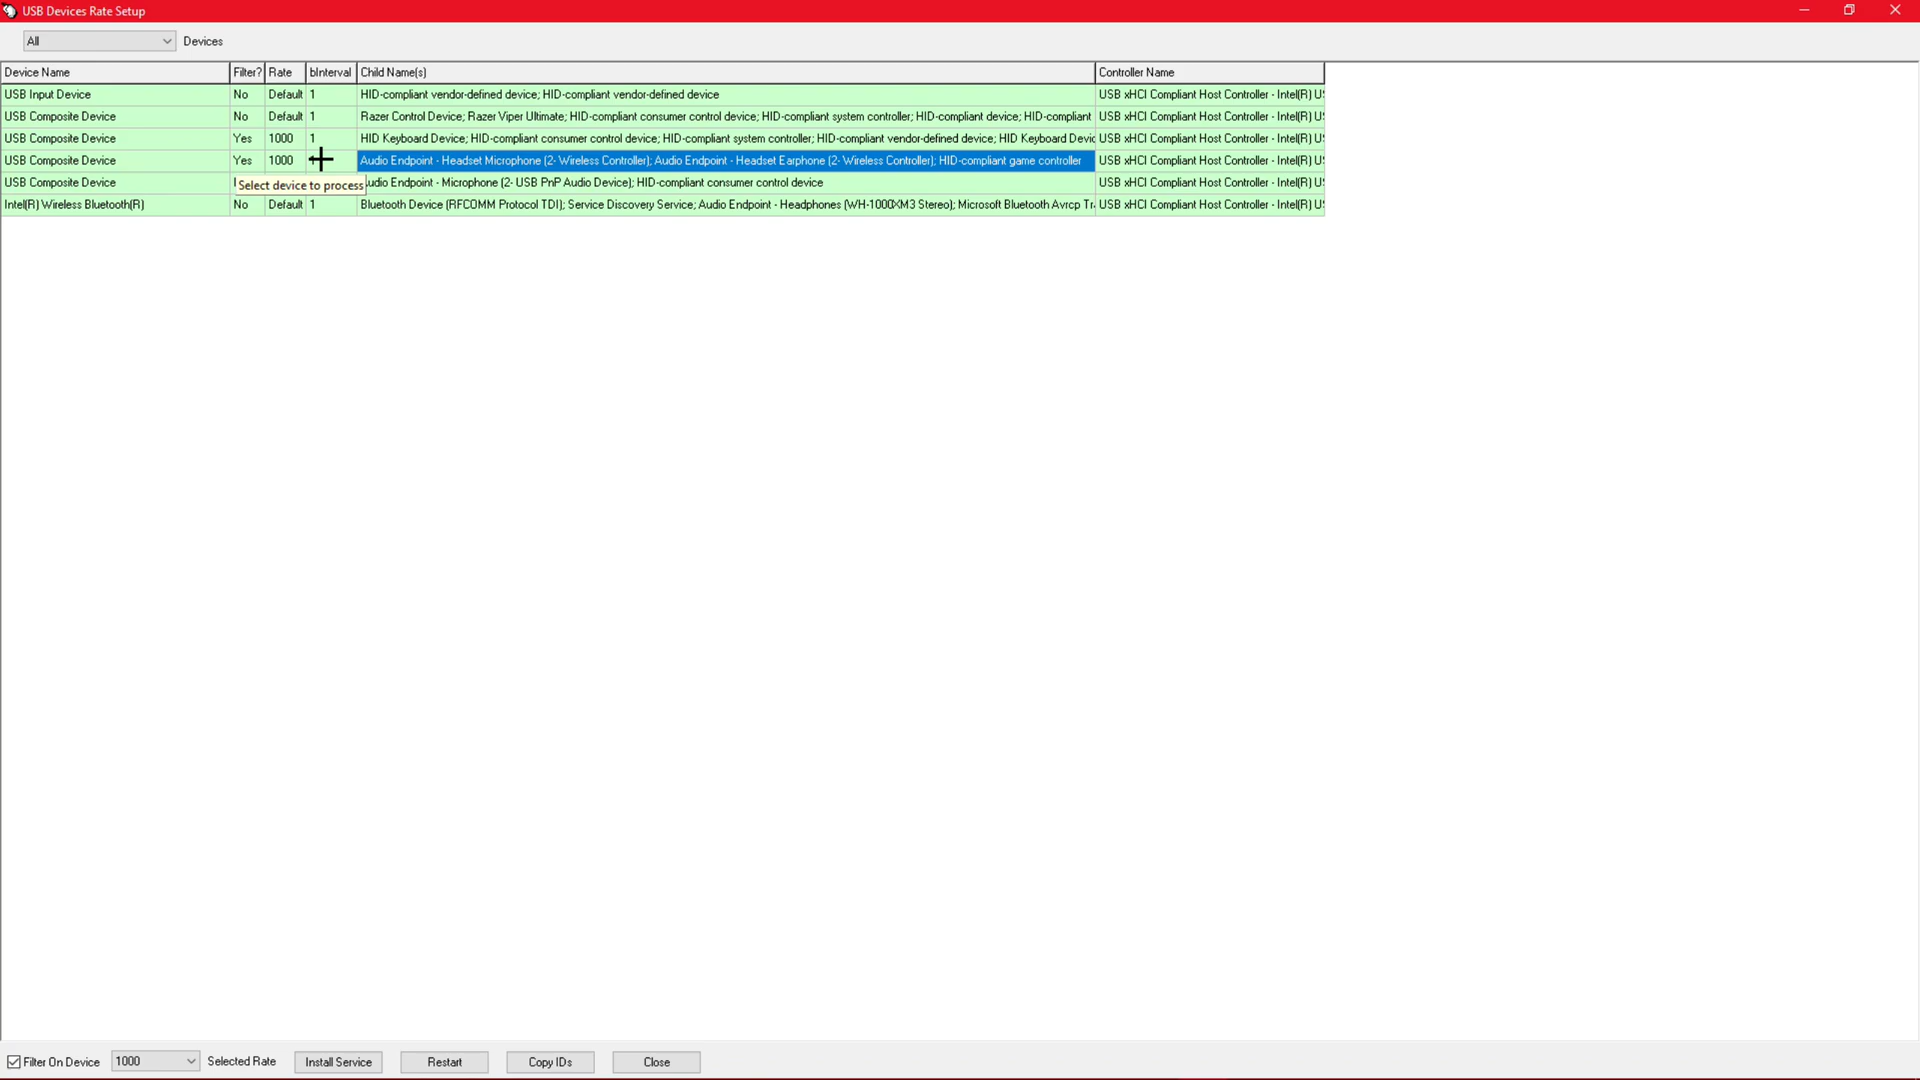 USB Devices Rate Setup
All Devices
Device Name Filter? Rate bInterval Child Name(s) Controller Name
USB Input Device No Default 1 HID-compliant vendor-defined device; HID-compliant vendor-defined device USB xHCI Compliant Host Controller - Intel(R) US
USB Composite Device No Default 1 Razer Control Device; Razer Viper Ultimate; HID-compliant consumer control device; HID-compliant system controller; HID-compliant device; HID-compliant USB xHCI Compliant Host Controller - Intel(R) US
USB Composite Device Yes 1000 1 HID Keyboard Device; HID-compliant consumer control device; HID-compliant system controller; HID-compliant vendor-defined device; HID Keyboard Devic USB xHCI Compliant Host Controller - Intel(R) US
USB Composite Device Yes 1000 Audio Endpoint - Headset Microphone (2- Wireless Controller); Audio Endpoint - Headset Earphone (2- Wireless Controller); HID-compliant game controller USB xHCI Compliant Host Controller - Intel(R) US
USB Composite Device Select device to process udio Endpoint - Microphone (2- USB PnP Audio Device); HID-compliant consumer control device USB xHCI Compliant Host Controller - Intel(R) US
Intel(R) Wireless Bluetooth(R) No Default 1 Bluetooth Device (RFCOMM Protocol TDI); Service Discovery Service; Audio Endpoint - Headphones (WH-1000XM3 Stereo); Microsoft Bluetooth Avrcp Tr USB xHCI Compliant Host Controller - Intel(R) US
Filter On Device 1000 Selected Rate Install Service Restart Copy IDs Close